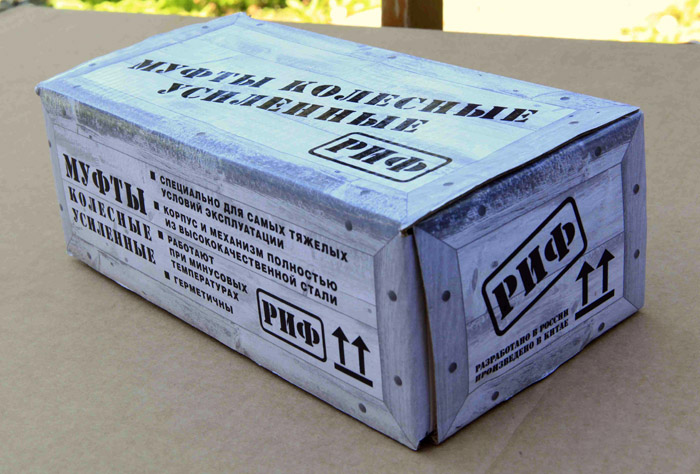 МУФТЫ КОЛЕСНЫЕ
УСИЛЕННЫЕ
РИФ
МУФТЫ
КОЛЕСНЫЕ
УСИЛЕННЫЕ
СПЕЦИАЛЬНО ДЛЯ САМЫХ ТЯЖЕЛЫХ
УСЛОВИЙ ЭКСПЛУАТАЦИИ
КОРПУС И МЕХАНИЗМ ПОЛНОСТЬЮ
ИЗ ВЫСОКОКАЧЕСТВЕННОЙ СТАЛИ
РАБОТАЮТ
ПРИ МИНУСОВЫХ
ТЕМПЕРАТУРАХ
ГЕРМЕТИЧНЫ
РИФ
РИФ
РАЗРАБОТАНО В РОССИИ
ПРОИЗВЕДЕНО В КИТАЕ